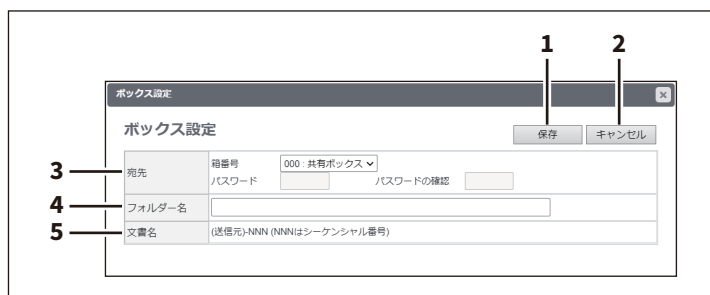 1 2
ボックス設定 ×
ボックス設定 保存 キャンセル
3 宛先 箱番号 000 : 共有ボックス
パスワード パスワードの確認
4 フォルダー名
5 文書名 (送信元)-NNN (NNNはシーケンシャル番号)